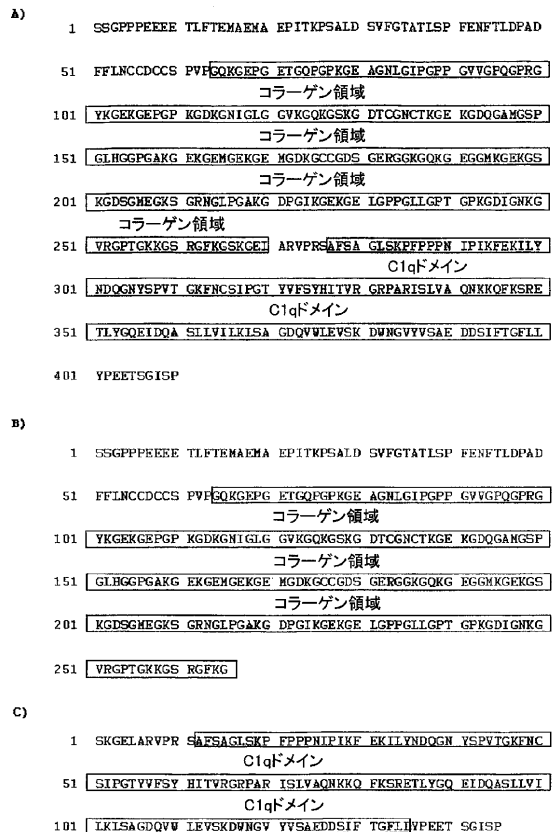 A)
1 SSGPPPEEEE TLFTEMAEMA EPITKPSALD SVFGTATLSP FENFTLDPAD
51 FFLNCCDCCS PVPGQKGEPG ETGQPGPKGE AGNLGIPGPP GVVGPQGPRG
コラーゲン領域
101 YKGEKGEPGP KGDKGNIGLG GVKGQKGSKG DTCGNCTKGE KGDQGAMGSP
コラーゲン領域
151 GLHGGPGAKG EKGEMGEKGE MGDKGCCGDS GERGGKGQKG EGGMKGEKGS
コラーゲン領域
201 KGDSGMEGKS GRNGLPGAKG DPGIKGEKGE LGPPGLLGPT GPKGDIGNKG
コラーゲン領域
251 VRGPTGKKGS RGFKGSKGEI ARVPRSAFSA GLSKPFPPPN IPIKFEKILY
C1qドメイン
301 NDQGNYSPVT GKFNCSIPGT YVFSYHITVR GRPARISLVA QNKKQFKSRE
C1qドメイン
351 TLYGQEIDQA SLLVILKLSA GDQVWLEVSK DWNGVYVSAE DDSIFTGFLL
401 YPEETSGISP
B)
1 SSGPPPEEEE TLFTEMAEMA EPITKPSALD SVFGTATLSP FENFTLDPAD
51 FFLNCCDCCS PVPGQKGEPG ETGQPGPKGE AGNLGIPGPP GVVGPQGPRG
コラーゲン領域
101 YKGEKGEPGP KGDKGNIGLG GVKGQKGSKG DTCGNCTKGE KGDQGAMGSP
コラーゲン領域
151 GLHGGPGAKG EKGEMGEKGE MGDKGCCGDS GERGGKGQKG EGGMKGEKGS
コラーゲン領域
201 KGDSGMEGKS GRNGLPGAKG DPGIKGEKGE LGPPGLLGPT GPKGDIGNKG
251 VRGPTGKKGS RGFKG
C)
1 SKGELARVPR SAFSAGLSKP FPPPNIPIKF EKILYNDQGN YSPVTGKFNC
C1qドメイン
51 SIPGTYVFSY HITVRGRPAR ISLVAQNKKQ FKSRETLYGQ EIDQASLLVI
C1qドメイン
101 LKLSAGDQVW LEVSKDWNGV YVSAEDDSIF TGFLLYPEET SGISP